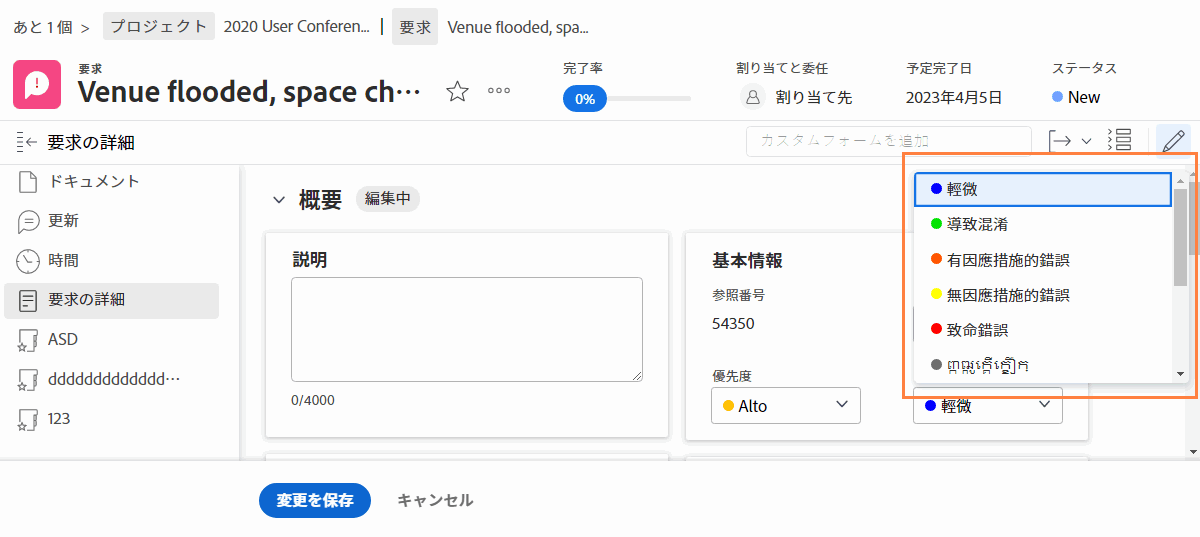 あと 1 個 > プロジェクト 2020 User Conferen... 要求 Venue flooded, spa...
要求
Venue flooded, space ch···
完了率
0%
割り当てと委任
割り当て先
予定完了日
2023年4月5日
ステータス
New
要求の詳細
カスタムフォームを追加
ドキュメント
更新
時間
要求の詳細
ASD
ddddddddddddd···
123
概要 編集中
説明
0/4000
基本情報
参照番号
54350
優先度
Alto
輕微
導致混淆
有因應措施的錯誤
無因應措施的錯誤
致命錯誤
輕微
変更を保存 キャンセル